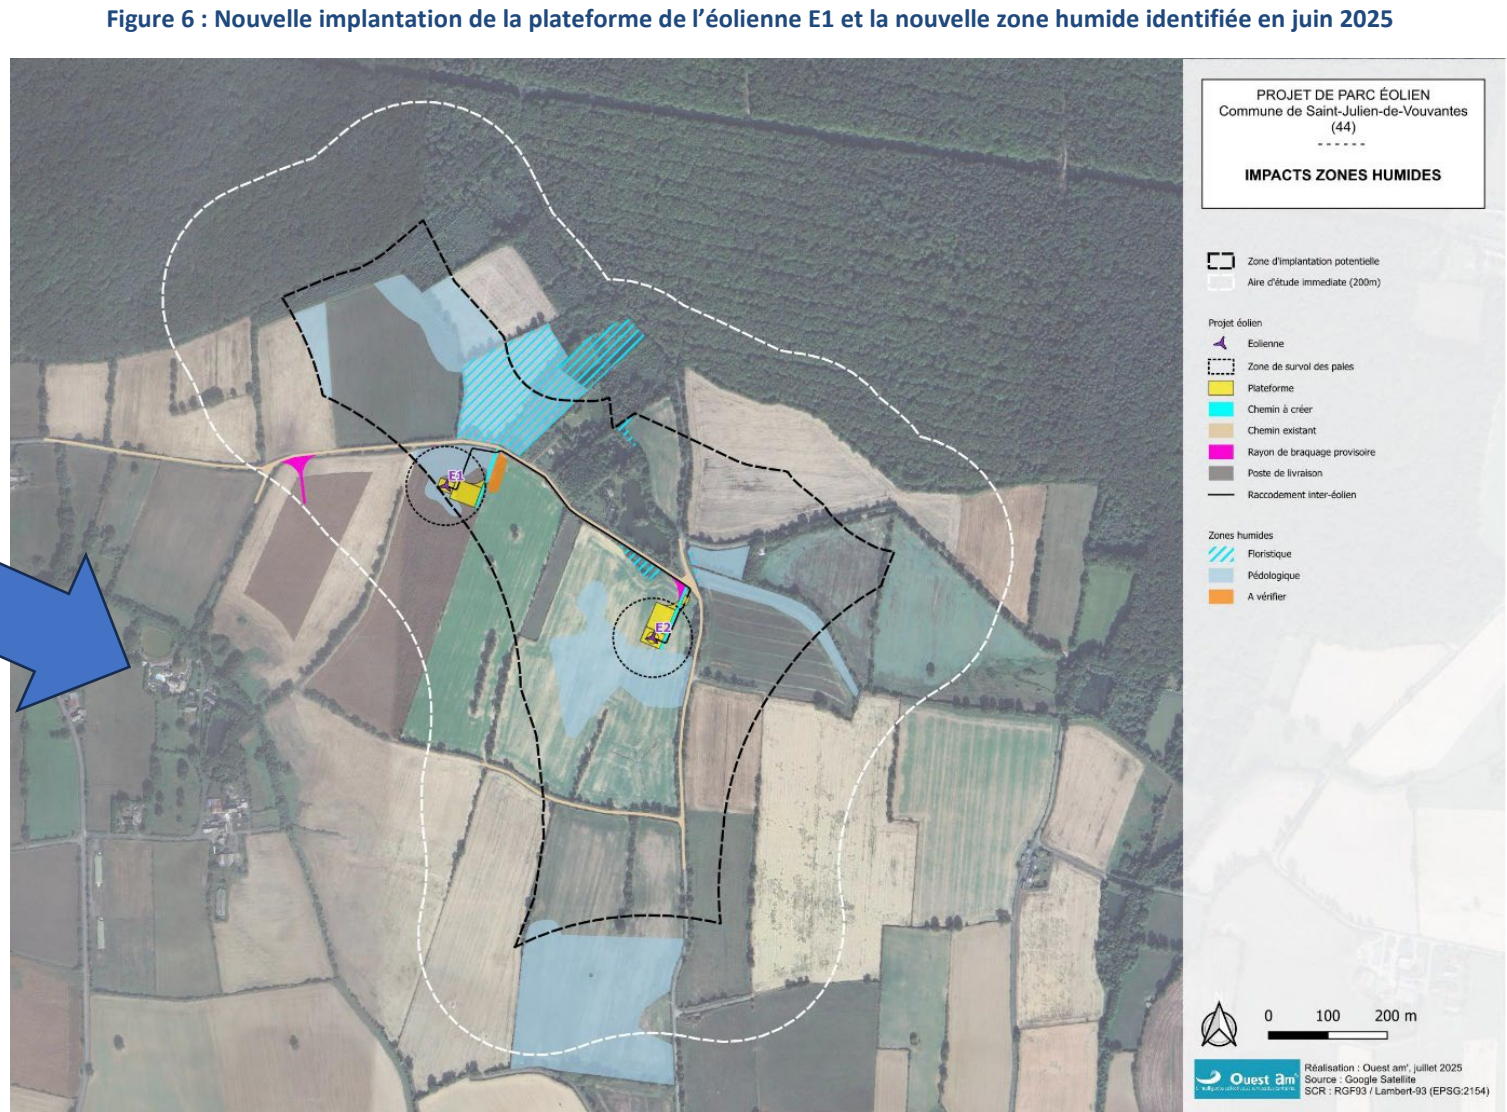 Figure 6 : Nouvelle implantation de la plateforme de l'éolienne E1 et la nouvelle zone humide identifiée en juin 2025
PROJET DE PARC ÉOLIEN
Commune de Saint-Julien-de-Vouvantes
(44)
------
IMPACTS ZONES HUMIDES
Zone d'implantation potentielle
Aire d'étude immediate (200m)
Projet éolien
Eolienne
Zone de survol des pales
Plateforme
Chemin à créer
Chemin existant
Rayon de braquage provisoire
Poste de livraison
Raccodement inter-éolien
Zones humides
Floristique
Pédologique
A vérifier
E1
E2
0 100 200 m
Ouest am'
Réalisation : Ouest am', juillet 2025
Source : Google Satellite
SCR : RGF93 / Lambert-93 (EPSG:2154)